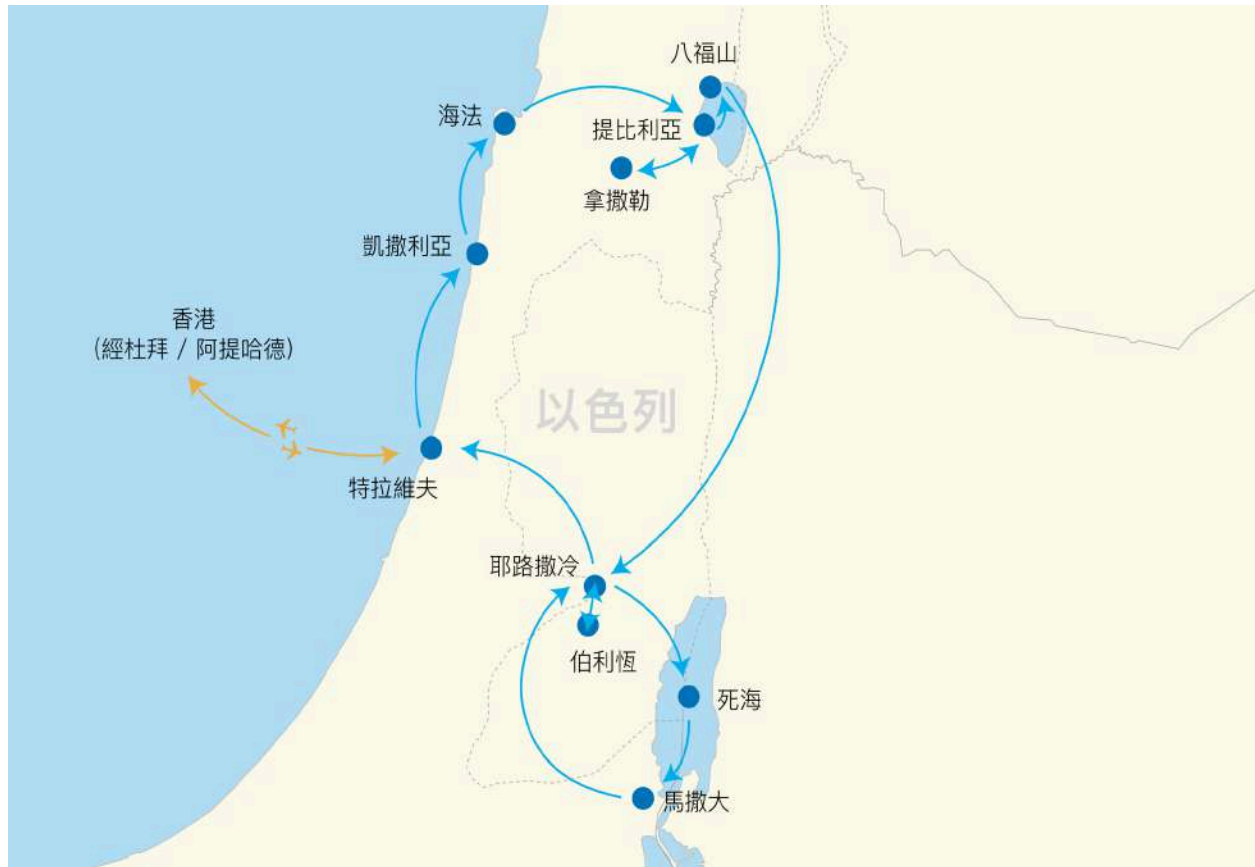 八福山
海法
提比利亞
拿撒勒
凱撒利亞
香港
(經杜拜 / 阿提哈德)
以色列
特拉維夫
耶路撒冷
伯利恆
死海
馬撒大